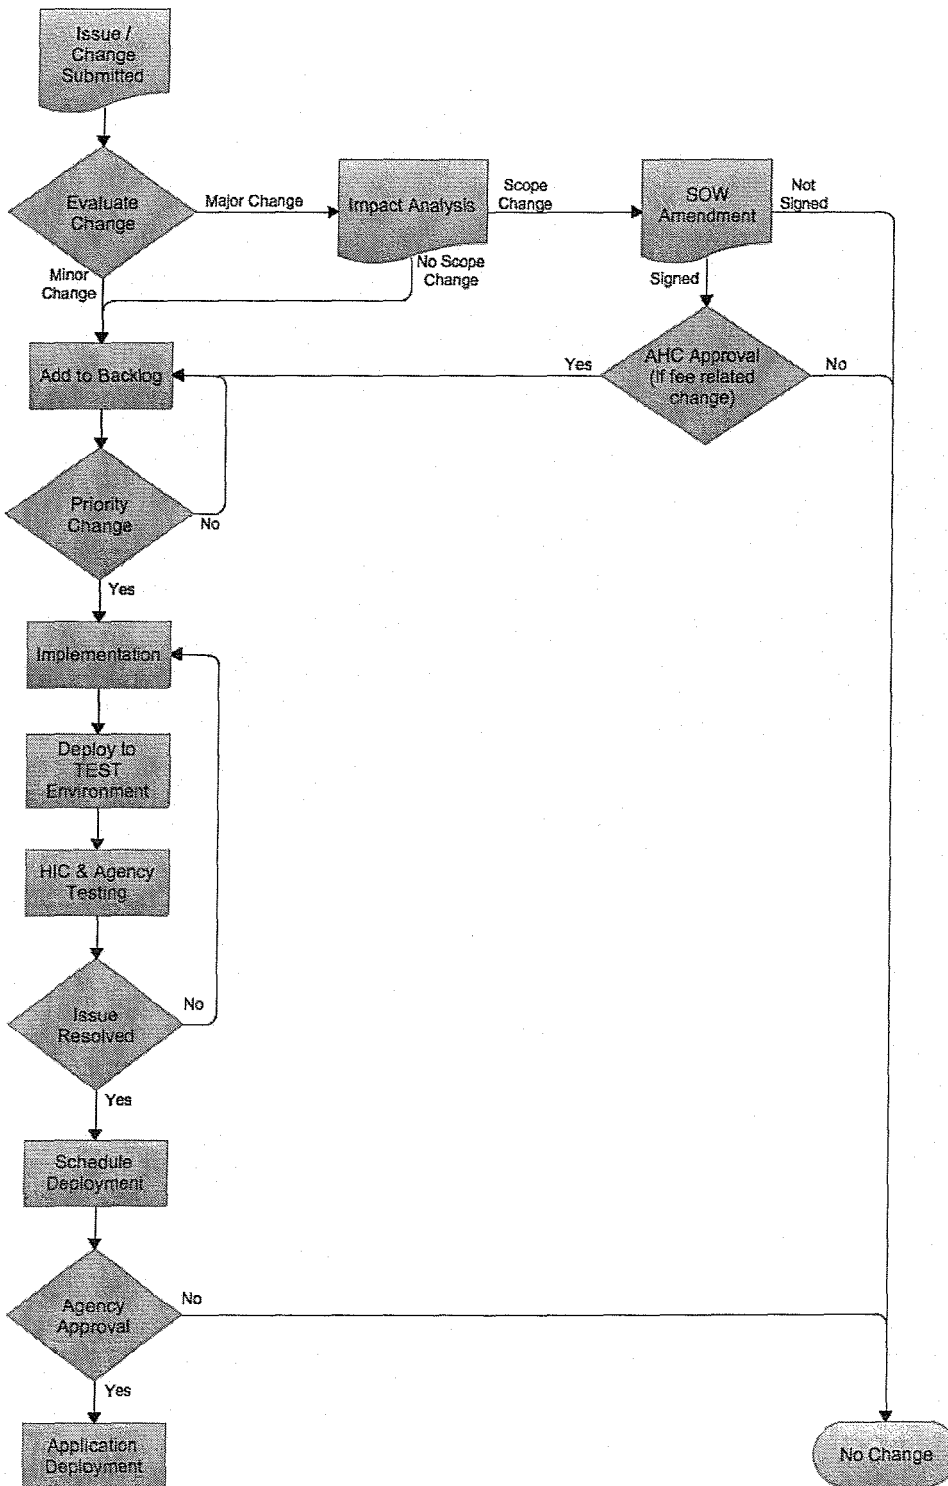 Issue /
Change
Submitted
Evaluate
Change
Major Change
Impact Analysis
Scope
Change
SOW
Amendment
Not
Signed
Minor
Change
No Scope
Change
Signed
Add to Backlog
Yes
AHC Approval
(If fee related
change)
No
Priority
Change
No
Yes
Implementation
Deploy to
TEST
Environment
HIC & Agency
Testing
Issue
Resolved
No
Yes
Schedule
Deployment
Agency
Approval
No
Yes
Application
Deployment
No Change